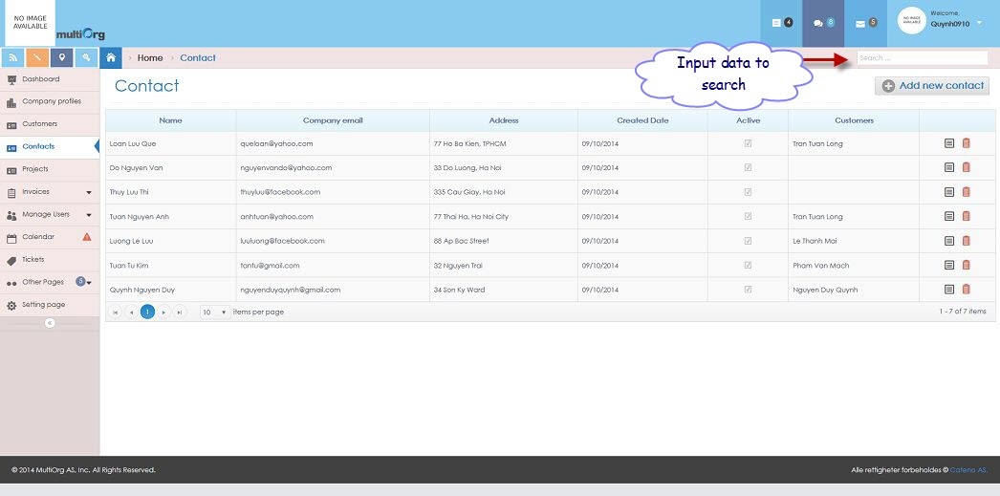 NO IMAGE
AVAILABLE
multiOrg
4
8
5
NO IMAGE
AVAILABLE
Welcome,
Quynh0910
Home › Contact
Search ...
Input data to
search
Dashboard
Company profiles
Customers
Contacts
Projects
Invoices
Manage Users
Calendar
Tickets
Other Pages 5
Setting page
Contact
Add new contact
Name Company email Address Created Date Active Customers
Loan Luu Que queloan@yahoo.com 77 Ho Ba Kien, TPHCM 09/10/2014 Tran Tuan Long
Do Nguyen Van nguyenvando@yahoo.com 33 Do Luong, Ha Noi 09/10/2014
Thuy Luu Thi thuyluu@facebook.com 335 Cau Giay, Ha Noi 09/10/2014
Tuan Nguyen Anh anhtuan@yahoo.com 77 Thai Ha, Ha Noi City 09/10/2014 Tran Tuan Long
Luong Le Luu luuluong@facebook.com 88 Ap Bac Street 09/10/2014 Le Thanh Mai
Tuan Tu Kim tantu@gmail.com 32 Nguyen Trai 09/10/2014 Pham Van Mach
Quynh Nguyen Duy nguyenduyquynh@gmail.com 34 Son Ky Ward 09/10/2014 Nguyen Duy Quynh
1 10 items per page 1 - 7 of 7 items
© 2014 MultiOrg AS, Inc. All Rights Reserved. Alle rettigheter forbeholdes © Catena AS.